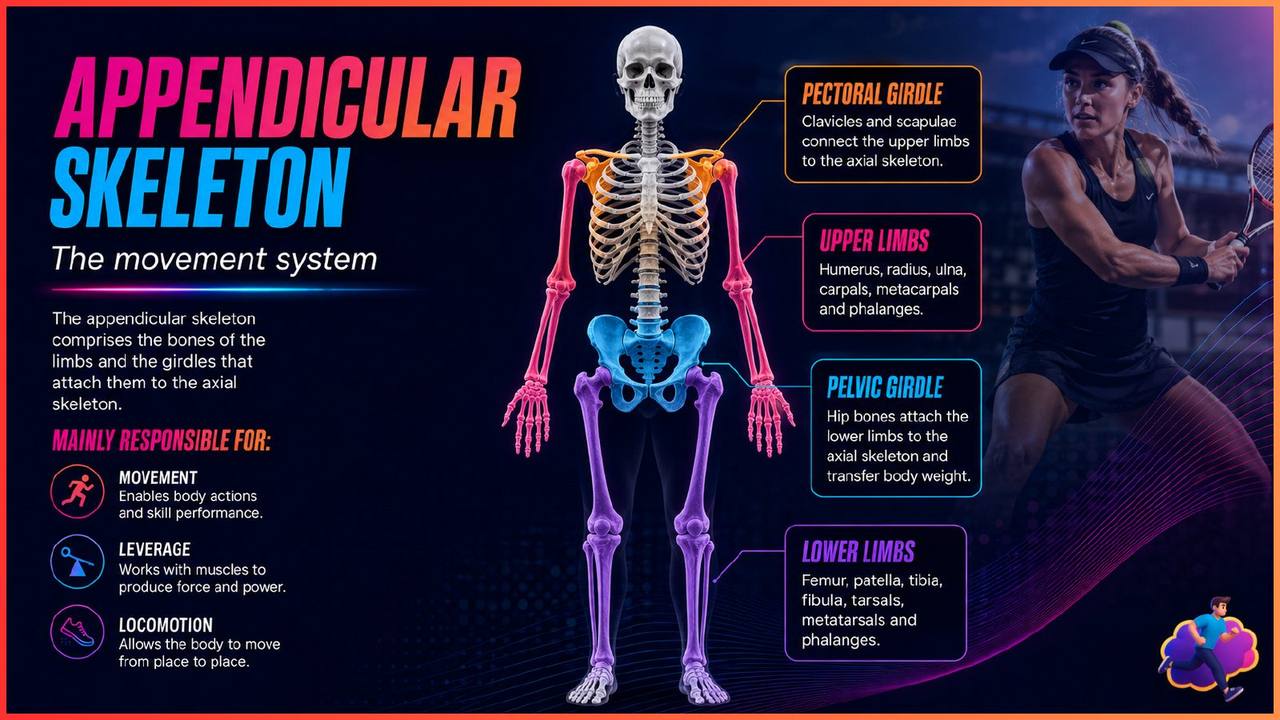 APPENDICULAR
SKELETON
The movement system
The appendicular skeleton
comprises the bones of the
limbs and the girdles that
attach them to the axial
skeleton.
MAINLY RESPONSIBLE FOR:
MOVEMENT
Enables body actions
and skill performance.
LEVERAGE
Works with muscles to
produce force and power.
LOCOMOTION
Allows the body to move
from place to place.
PECTORAL GIRDLE
Clavicles and scapulae
connect the upper limbs
to the axial skeleton.
UPPER LIMBS
Humerus, radius, ulna,
carpals, metacarpals
and phalanges.
PELVIC GIRDLE
Hip bones attach the
lower limbs to the
axial skeleton and
transfer body weight.
LOWER LIMBS
Femur, patella, tibia,
fibula, tarsals,
metatarsals and
phalanges.